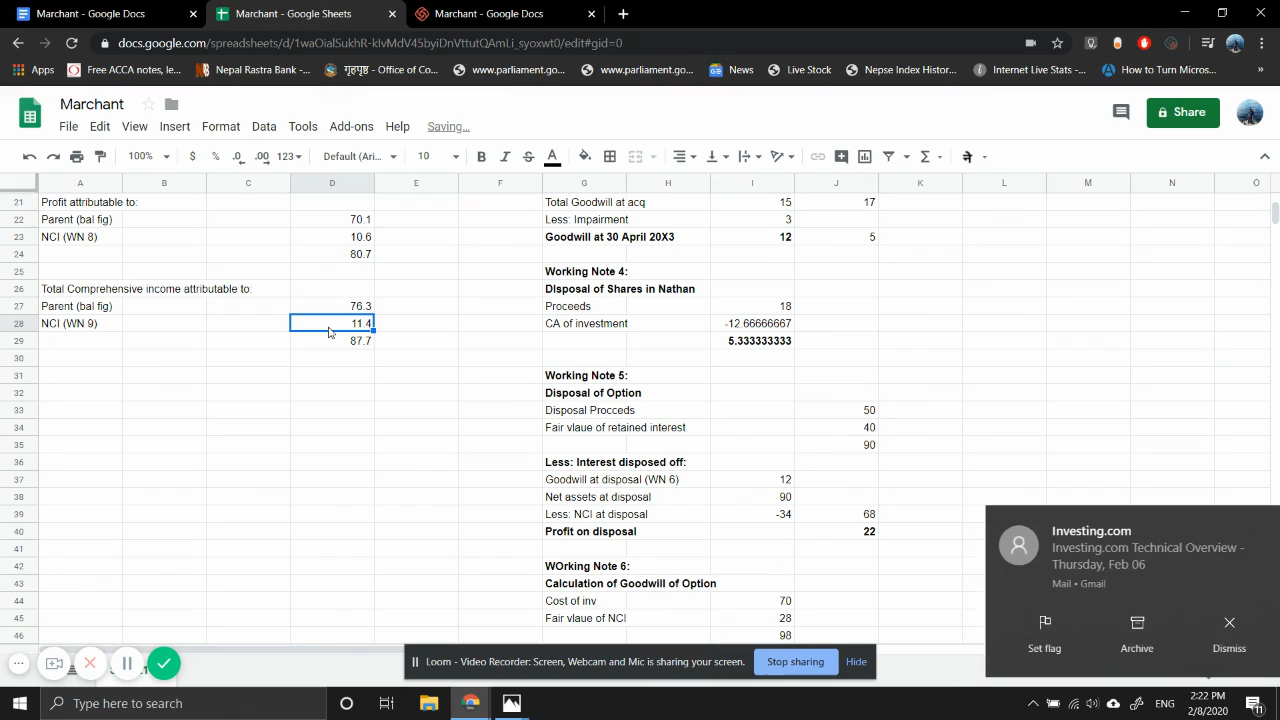 Marchant - Google Docs
Marchant - Google Sheets
Marchant - Google Docs
docs.google.com/spreadsheets/d/1waOialSukhR-klvMdV45byiDnVttutQAmLi_syoxwt0/edit#gid=0
Apps Free ACCA notes, le... Nepal Rastra Bank -... गृहपृष्ठ - Office of Co... www.parliament.go... www.parliament.go... News Live Stock Nepse Index Histor... Internet Live Stats -... How to Turn Micros... »
Marchant
Share
File Edit View Insert Format Data Tools Add-ons Help Saving...
100% $ % .0 .00 123 Default (Ari... 10 B I S A
A B C D E F G H I J K L M N O
21 Profit attributable to: Total Goodwill at acq 15 17
22 Parent (bal fig) 70.1 Less: Impairment 3
23 NCI (WN 8) 10.6 Goodwill at 30 April 20X3 12 5
24 80.7
25 Working Note 4:
26 Total Comprehensive income attributable to: DIsposal of Shares in Nathan
27 Parent (bal fig) 76.3 Proceeds 18
28 NCI (WN 9) 11.4 CA of investment -12.66666667
29 87.7 5.333333333
30
31 Working Note 5:
32 Disposal of Option
33 Disposal Procceds 50
34 Fair vlaue of retained interest 40
35 90
36 Less: Interest disposed off:
37 Goodwill at disposal (WN 6) 12
38 Net assets at disposal 90
39 Less: NCI at disposal -34 68
40 Profit on disposal 22
41
42 WOrking Note 6:
43 Calculation of Goodwill of Option
44 Cost of inv 70
45 Fair vlaue of NCI 28
46 98
Investing.com
Investing.com Technical Overview -
Thursday, Feb 06
Mail • Gmail
Set flag Archive Dismiss
Loom - Video Recorder: Screen, Webcam and Mic is sharing your screen. Stop sharing Hide
Type here to search
ENG
2:22 PM
2/8/2020
11